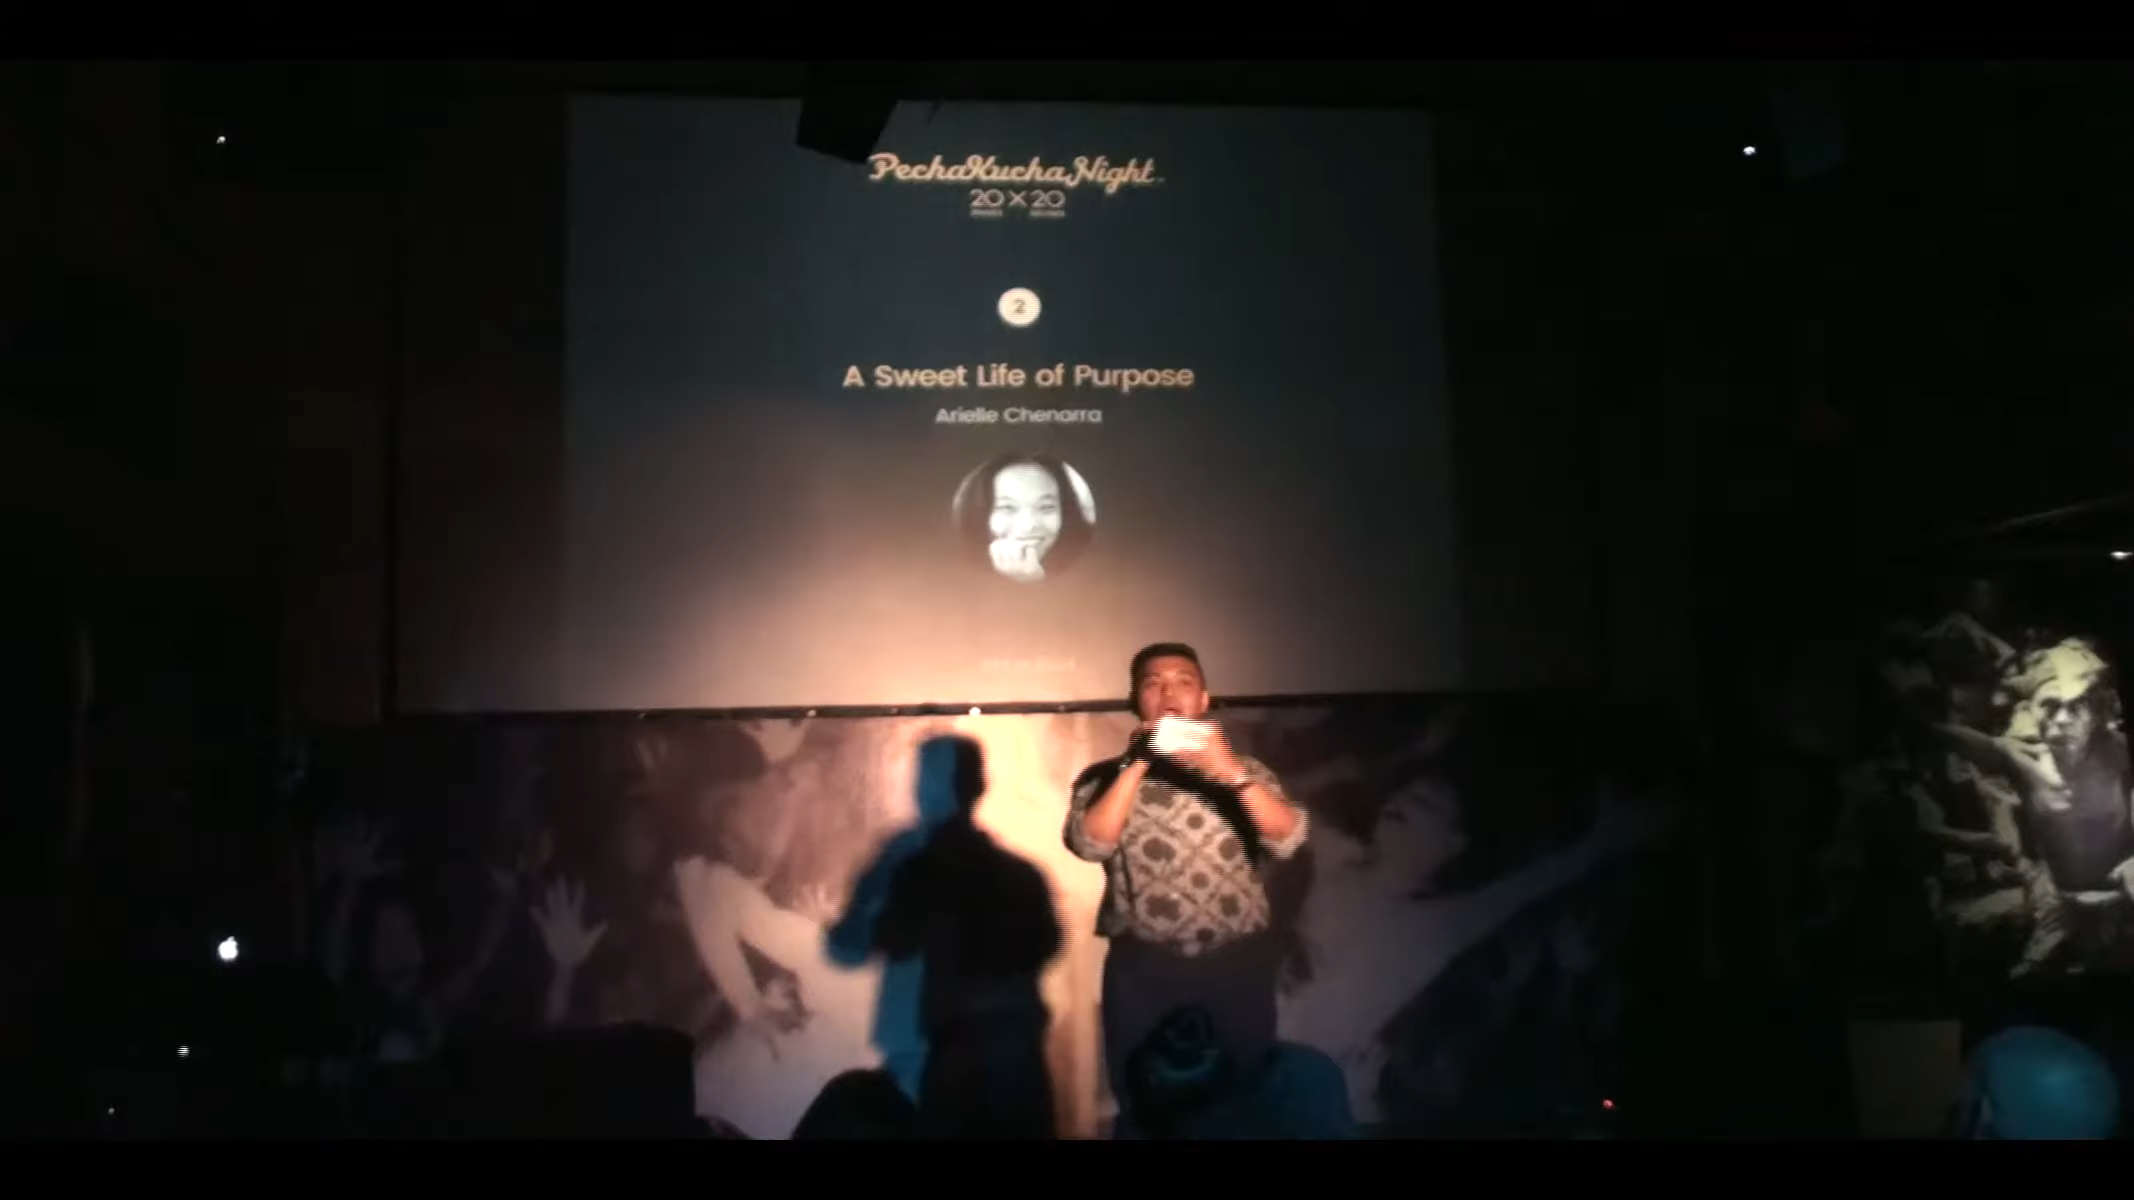 PechaKucha Night
20 X 20
2
A Sweet Life of Purpose
Arielle Chenarra